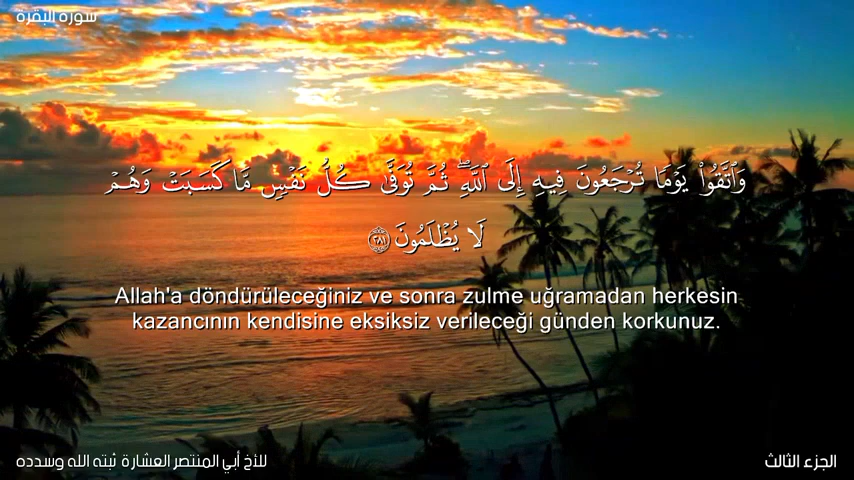 سورة البقرة
وَٱتَّقُوا۟ يَوْمًا تُرْجَعُونَ فِيهِ إِلَى ٱللَّهِ ۖ ثُمَّ تُوَفَّىٰ كُلُّ نَفْسٍ مَّا كَسَبَتْ وَهُمْ
لَا يُظْلَمُونَ ﴿٢٨١﴾
Allah'a döndürüleceğiniz ve sonra zulme uğramadan herkesin
kazancının kendisine eksiksiz verileceği günden korkunuz.
الجزء الثالث
للأخ أبي المنتصر العشارة ثبته الله وسدده